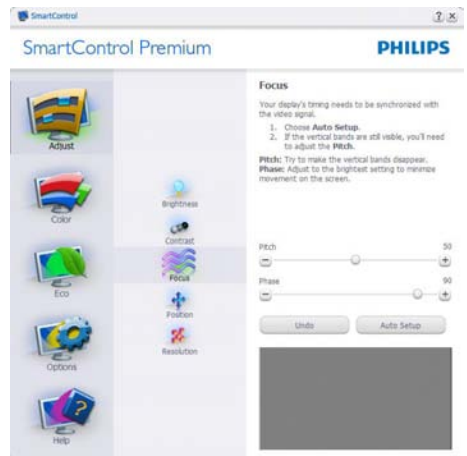 SmartControl
? ×
SmartControl Premium
PHILIPS
Adjust
Color
Eco
Options
Help
Brightness
Contrast
Focus
Position
Resolution
Focus
Your display's timing needs to be synchronized with
the video signal.
1. Choose Auto Setup.
2. If the vertical bands are still visible, you'll need
to adjust the Pitch.
Pitch: Try to make the vertical bands disappear.
Phase: Adjust to the brightest setting to minimize
movement on the screen.
Pitch 50
Phase 90
Undo Auto Setup